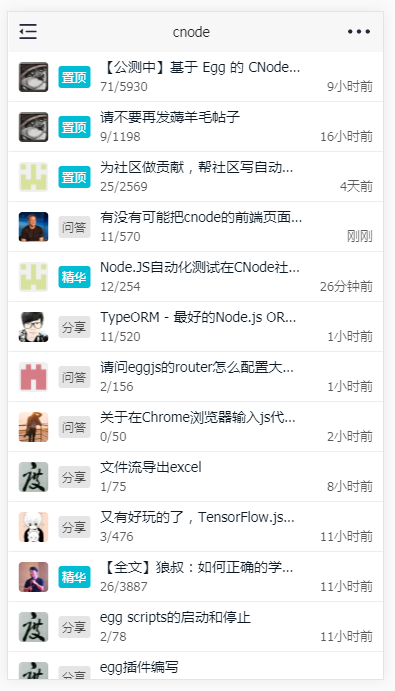 cnode
【公测中】基于 Egg 的 CNode...
置顶
71/5930
9小时前
请不要再发薅羊毛帖子
置顶
9/1198
16小时前
为社区做贡献，帮社区写自动...
置顶
25/2569
4天前
有没有可能把cnode的前端页面...
问答
11/570
刚刚
Node.JS自动化测试在CNode社...
精华
12/254
26分钟前
TypeORM - 最好的Node.js OR...
分享
11/520
1小时前
请问eggjs的router怎么配置大...
问答
2/156
1小时前
关于在Chrome浏览器输入js代...
问答
0/50
2小时前
文件流导出excel
分享
1/75
8小时前
又有好玩的了，TensorFlow.js...
分享
3/476
11小时前
【全文】狼叔：如何正确的学...
精华
26/3887
11小时前
egg scripts的启动和停止
分享
2/78
11小时前
egg插件编写
分享